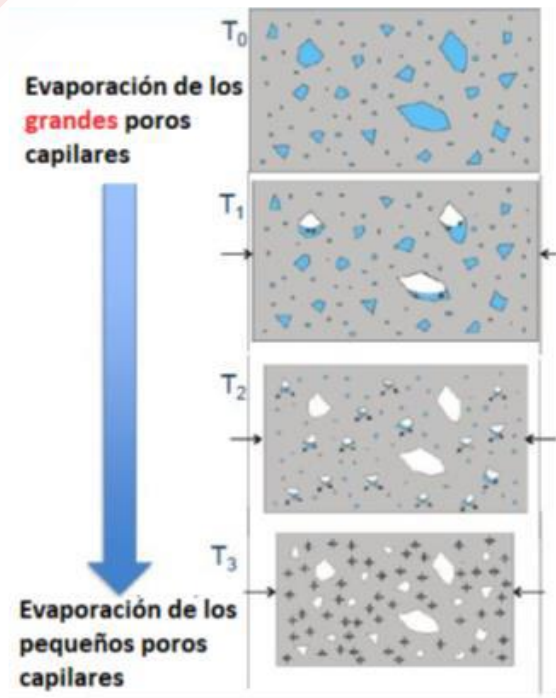 T0
Evaporación de los
grandes poros
capilares
T1
T2
T3
Evaporación de los
pequeños poros
capilares